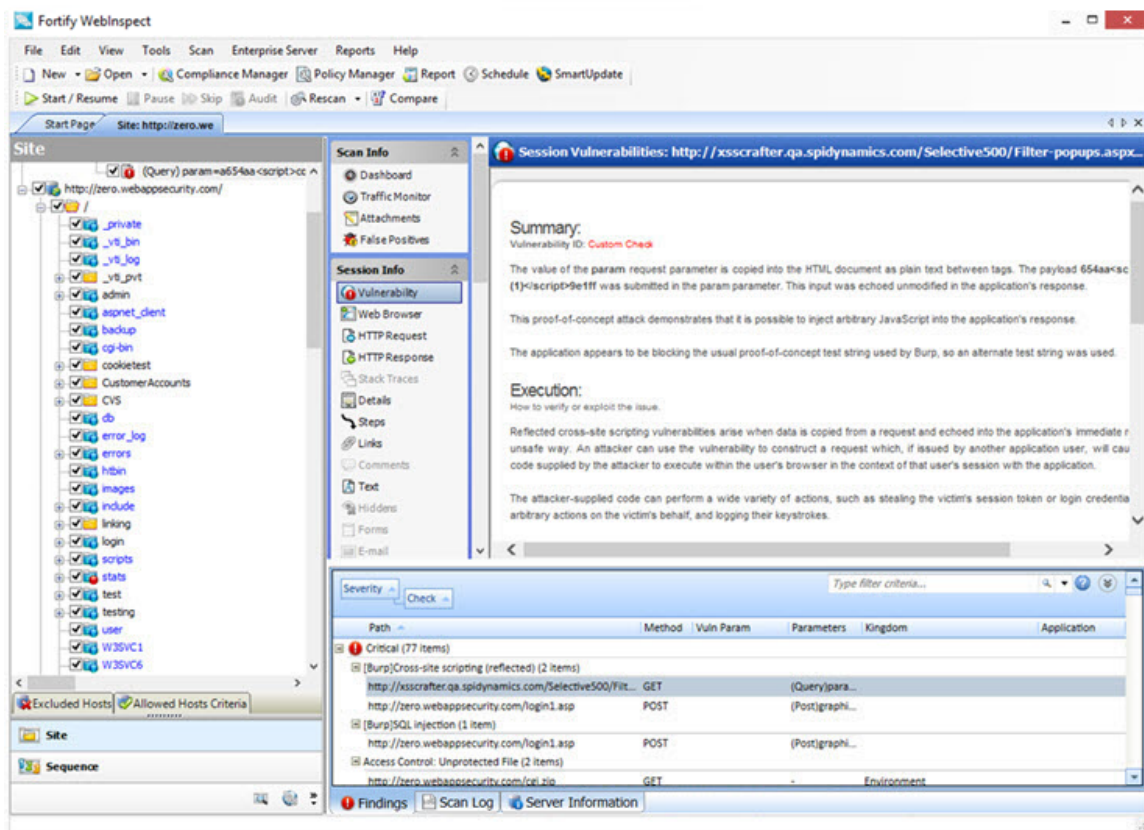 Fortify WebInspect
File Edit View Tools Scan Enterprise Server Reports Help
New Open Compliance Manager Policy Manager Report Schedule SmartUpdate
Start / Resume Pause Skip Audit Rescan Compare
Start Page Site: http://zero.we
Site
(Query) param=a654aa<script>cc
http://zero.webappsecurity.com/
/
_private
_vti_bin
_vti_log
_vti_pvt
admin
aspnet_client
backup
cgi-bin
cookietest
CustomerAccounts
CVS
db
error_log
errors
htbin
images
include
linking
login
scripts
stats
test
testing
user
W3SVC1
W3SVC6
Excluded Hosts Allowed Hosts Criteria
Site
Sequence
Scan Info
Dashboard
Traffic Monitor
Attachments
False Positives
Session Info
Vulnerability
Web Browser
HTTP Request
HTTP Response
Stack Traces
Details
Steps
Links
Comments
Text
Hiddens
Forms
E-mail
Session Vulnerabilities: http://xsscrafter.qa.spidynamics.com/Selective500/Filter-popups.aspx...
Summary:
Vulnerability ID: Custom Check
The value of the param request parameter is copied into the HTML document as plain text between tags. The payload 654aa<sc
(1)</script>9e1ff was submitted in the param parameter. This input was echoed unmodified in the application's response.
This proof-of-concept attack demonstrates that it is possible to inject arbitrary JavaScript into the application's response.
The application appears to be blocking the usual proof-of-concept test string used by Burp, so an alternate test string was used.
Execution:
How to verify or exploit the issue.
Reflected cross-site scripting vulnerabilities arise when data is copied from a request and echoed into the application's immediate r
unsafe way. An attacker can use the vulnerability to construct a request which, if issued by another application user, will cau
code supplied by the attacker to execute within the user's browser in the context of that user's session with the application.
The attacker-supplied code can perform a wide variety of actions, such as stealing the victim's session token or login credentia
arbitrary actions on the victim's behalf, and logging their keystrokes.
Severity
Check
Type filter criteria...
Path Method Vuln Param Parameters Kingdom Application
Critical (77 items)
[Burp]Cross-site scripting (reflected) (2 items)
http://xsscrafter.qa.spidynamics.com/Selective500/Filt... GET (Query)para...
http://zero.webappsecurity.com/login1.asp POST (Post)graphi...
[Burp]SQL injection (1 item)
http://zero.webappsecurity.com/login1.asp POST (Post)graphi...
Access Control: Unprotected File (2 items)
http://zero.webappsecurity.com/cgi.zip GET - Environment
Findings Scan Log Server Information